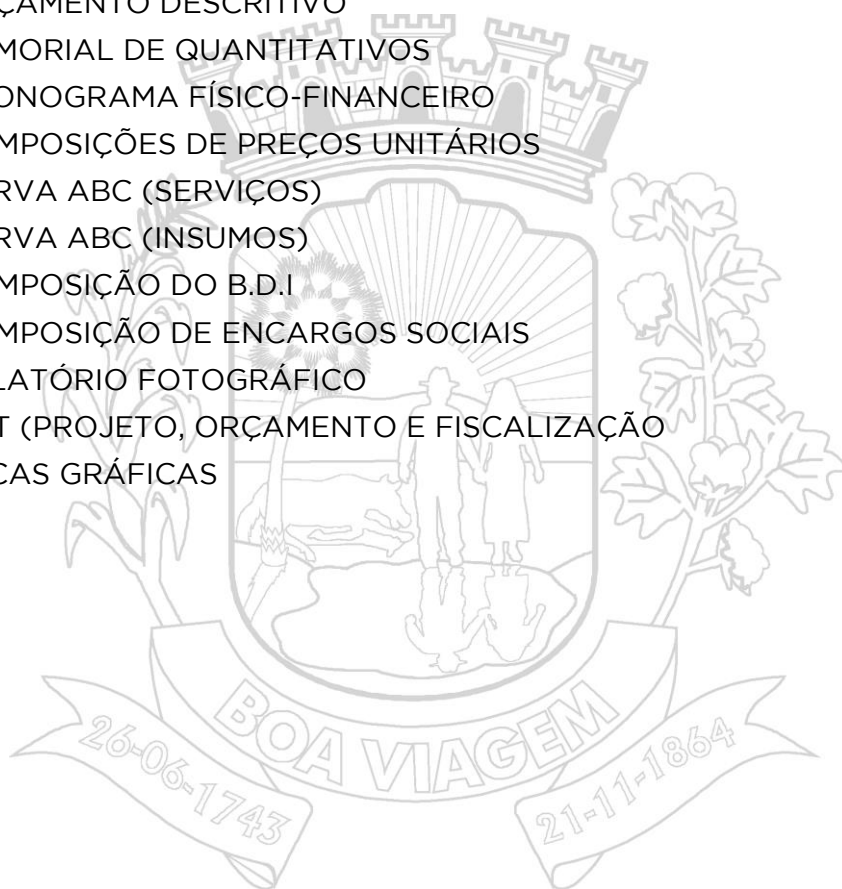 ÇAMENTO DESCRITIVO
MORIAL DE QUANTITATIVOS
ONOGRAMA FÍSICO-FINANCEIRO
MPOSIÇÕES DE PREÇOS UNITÁRIOS
RVA ABC (SERVIÇOS)
RVA ABC (INSUMOS)
MPOSIÇÃO DO B.D.I
MPOSIÇÃO DE ENCARGOS SOCIAIS
LATÓRIO FOTOGRÁFICO
T (PROJETO, ORÇAMENTO E FISCALIZAÇÃO
ÇAS GRÁFICAS
BOA VIAGEM
26-06-1743
21-11-1864